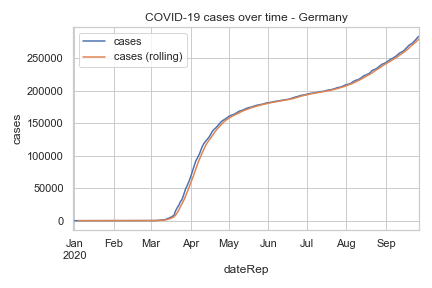 COVID-19 cases over time - Germany
cases
cases (rolling)
250000
200000
150000
100000
50000
0
cases
Jan Feb Mar Apr May Jun Jul Aug Sep
2020
dateRep